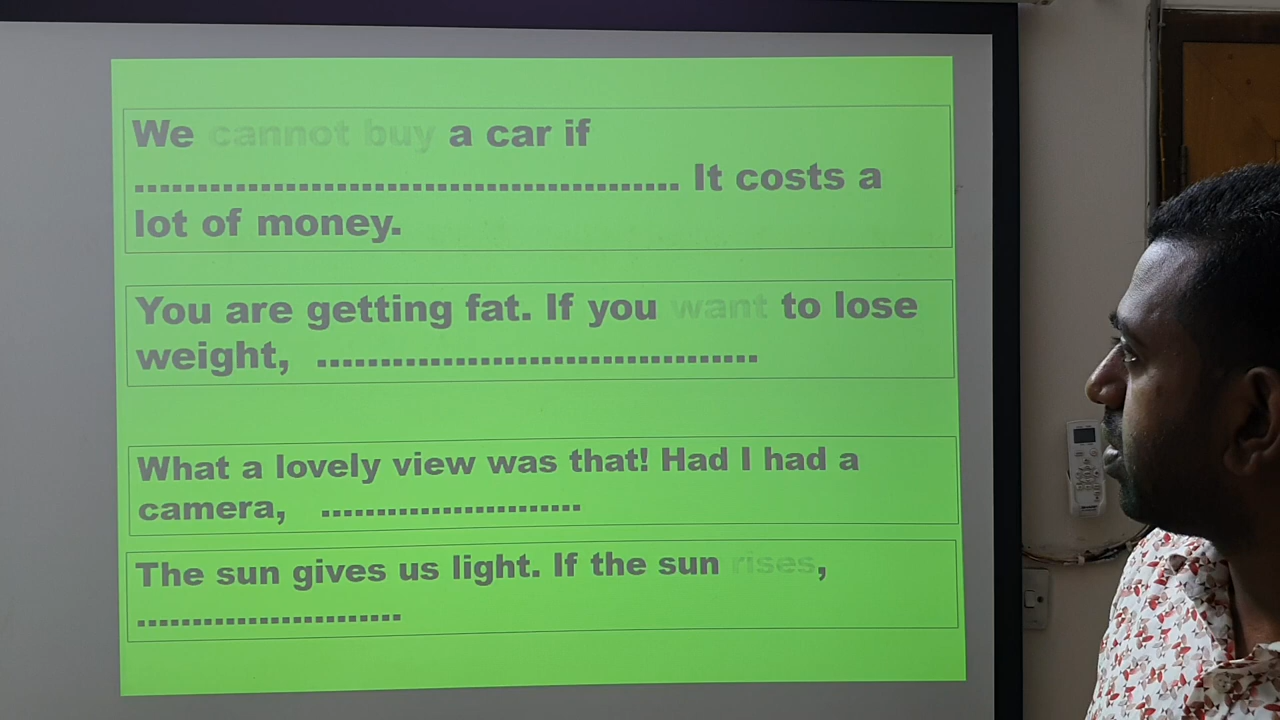 We cannot buy a car if
........................................... It costs a
lot of money.
You are getting fat. If you want to lose
weight, ...................................
What a lovely view was that! Had I had a
camera, .......................
The sun gives us light. If the sun rises,
.......................